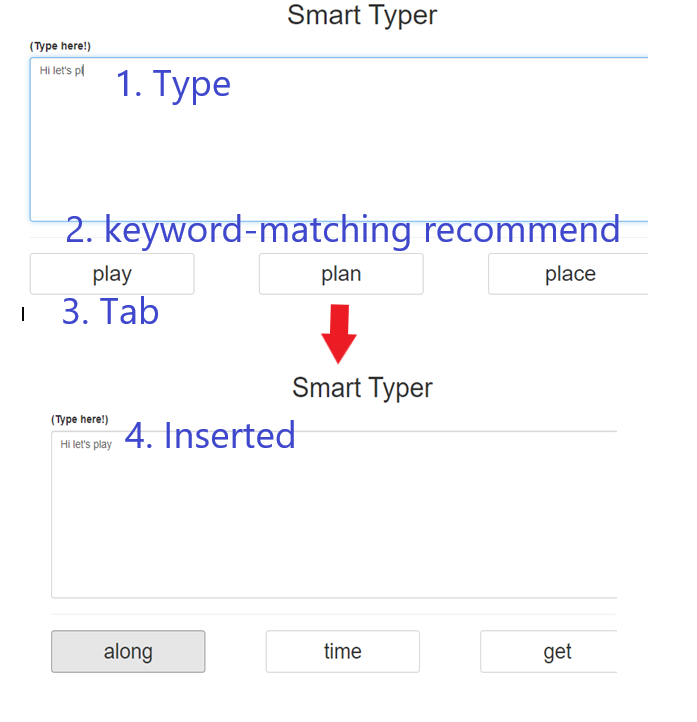 Smart Typer
(Type here!)
Hi let's pl
1. Type
2. keyword-matching recommend
play plan place
3. Tab
Smart Typer
(Type here!)
Hi let's play
4. Inserted
along time get